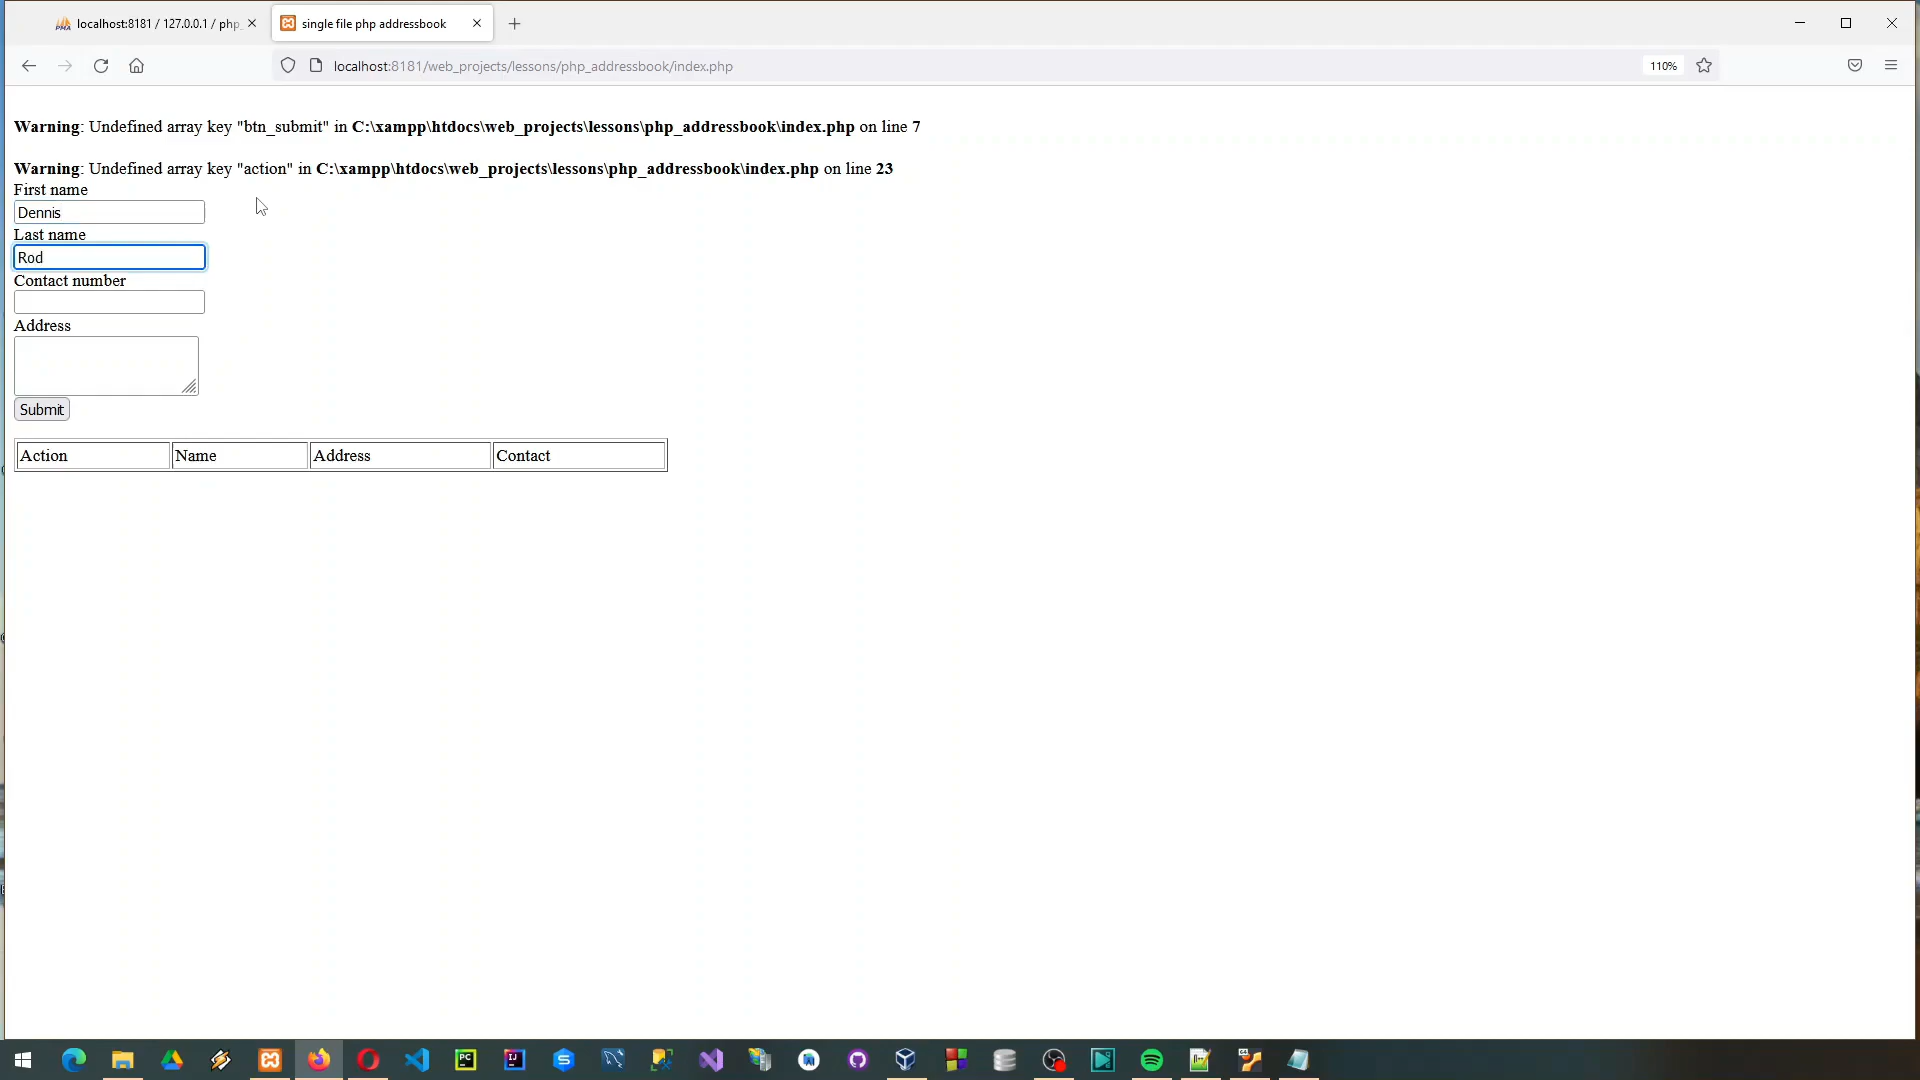 localhost:8181 / 127.0.0.1 / php_
single file php addressbook
localhost:8181/web_projects/lessons/php_addressbook/index.php
110%
Warning: Undefined array key "btn_submit" in C:\xampp\htdocs\web_projects\lessons\php_addressbook\index.php on line 7
Warning: Undefined array key "action" in C:\xampp\htdocs\web_projects\lessons\php_addressbook\index.php on line 23
First name
Dennis
Last name
Rod
Contact number
Address
Submit
Action Name Address Contact